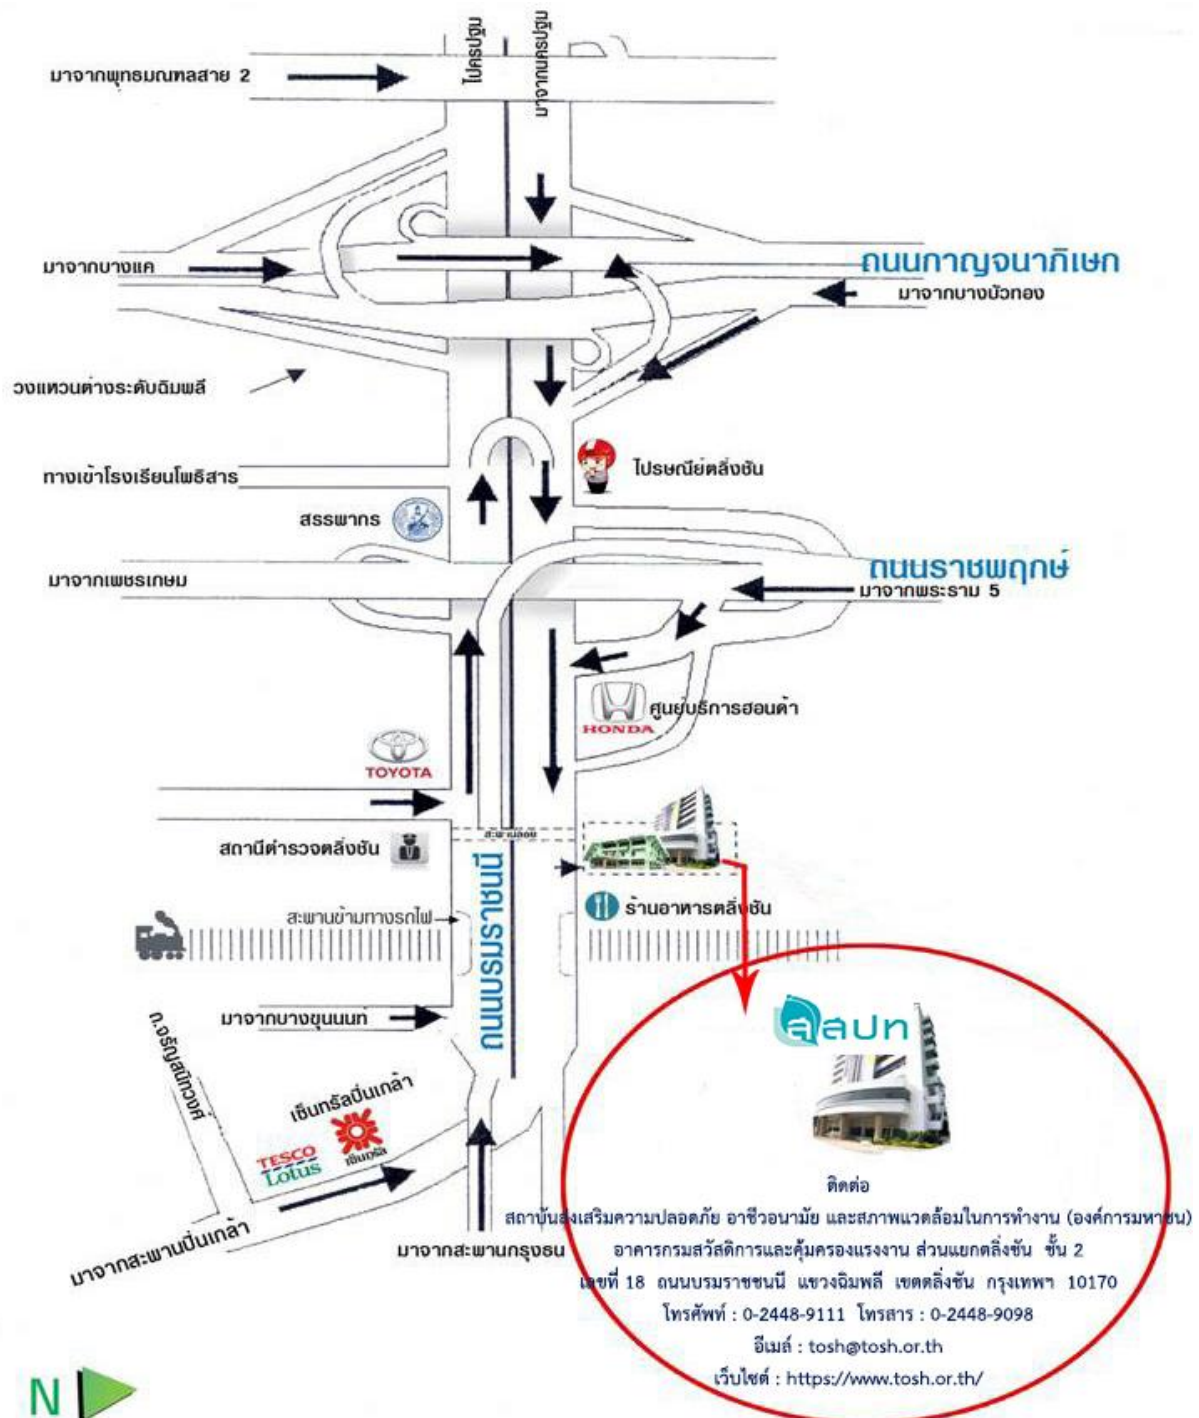 ไปนครปฐม
มาจากนครปฐม
มาจากพุทธมณฑลสาย 2
มาจากบางแค
ถนนกาญจนาภิเษก
มาจากบางบัวทอง
วงแหวนต่างระดับฉิมพลี
ทางเข้าโรงเรียนโพธิสาร
ไปรษณีย์ตลิ่งชัน
สรรพากร
มาจากเพชรเกษม
ถนนราชพฤกษ์
มาจากพระราม 5
ศูนย์บริการฮอนด้า
HONDA
TOYOTA
สะพานลอย
สถานีตำรวจตลิ่งชัน
ถนนบรมราชนนี
ร้านอาหารตลิ่งชัน
สะพานข้ามทางรถไฟ
มาจากบางขุนนนท์
ถ.จรัญสนิทวงศ์
เซ็นทรัลปิ่นเกล้า
TESCO
Lotus
เซ็นทรัล
มาจากสะพานปิ่นเกล้า
มาจากสะพานกรุงธน
สสปท
ติดต่อ
สถาบันส่งเสริมความปลอดภัย อาชีวอนามัย และสภาพแวดล้อมในการทำงาน (องค์การมหาชน)
อาคารกรมสวัสดิการและคุ้มครองแรงงาน ส่วนแยกตลิ่งชัน ชั้น 2
เลขที่ 18 ถนนบรมราชชนนี แขวงฉิมพลี เขตตลิ่งชัน กรุงเทพฯ 10170
โทรศัพท์ : 0-2448-9111 โทรสาร : 0-2448-9098
อีเมล์ : tosh@tosh.or.th
เว็บไซต์ : https://www.tosh.or.th/
N